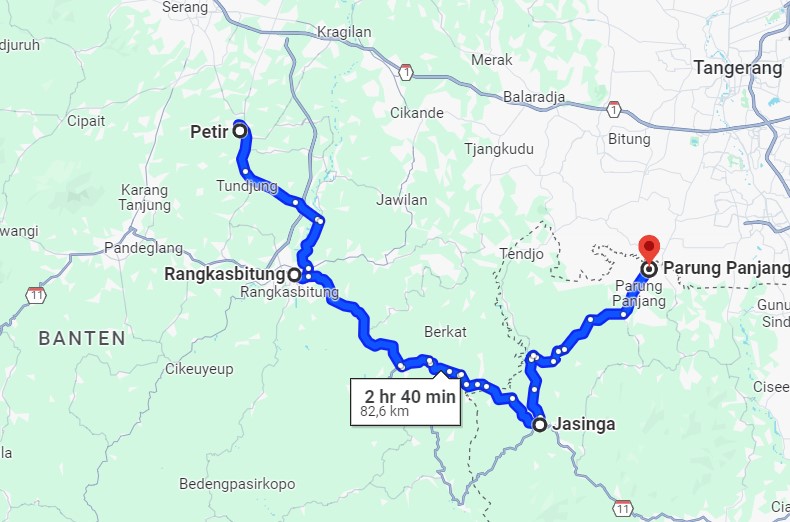 Serang
Kragilan
djuruh
Merak
1
Tangerang
Balaradja
Cikande
1
Cipait
Petir
Bitung
Tjangkudu
Tundjung
Karang
Tanjung
Jawilan
wangi
Pandeglang
Tendjo
Rangkasbitung
Parung Panjang
Rangkasbitung
Parung
Panjang
11
Gunu
Sind
BANTEN
Berkat
Cikeuyeup
Cisee
2 hr 40 min
82,6 km
Jasinga
la
Bedengpasirkopo
11
Cia